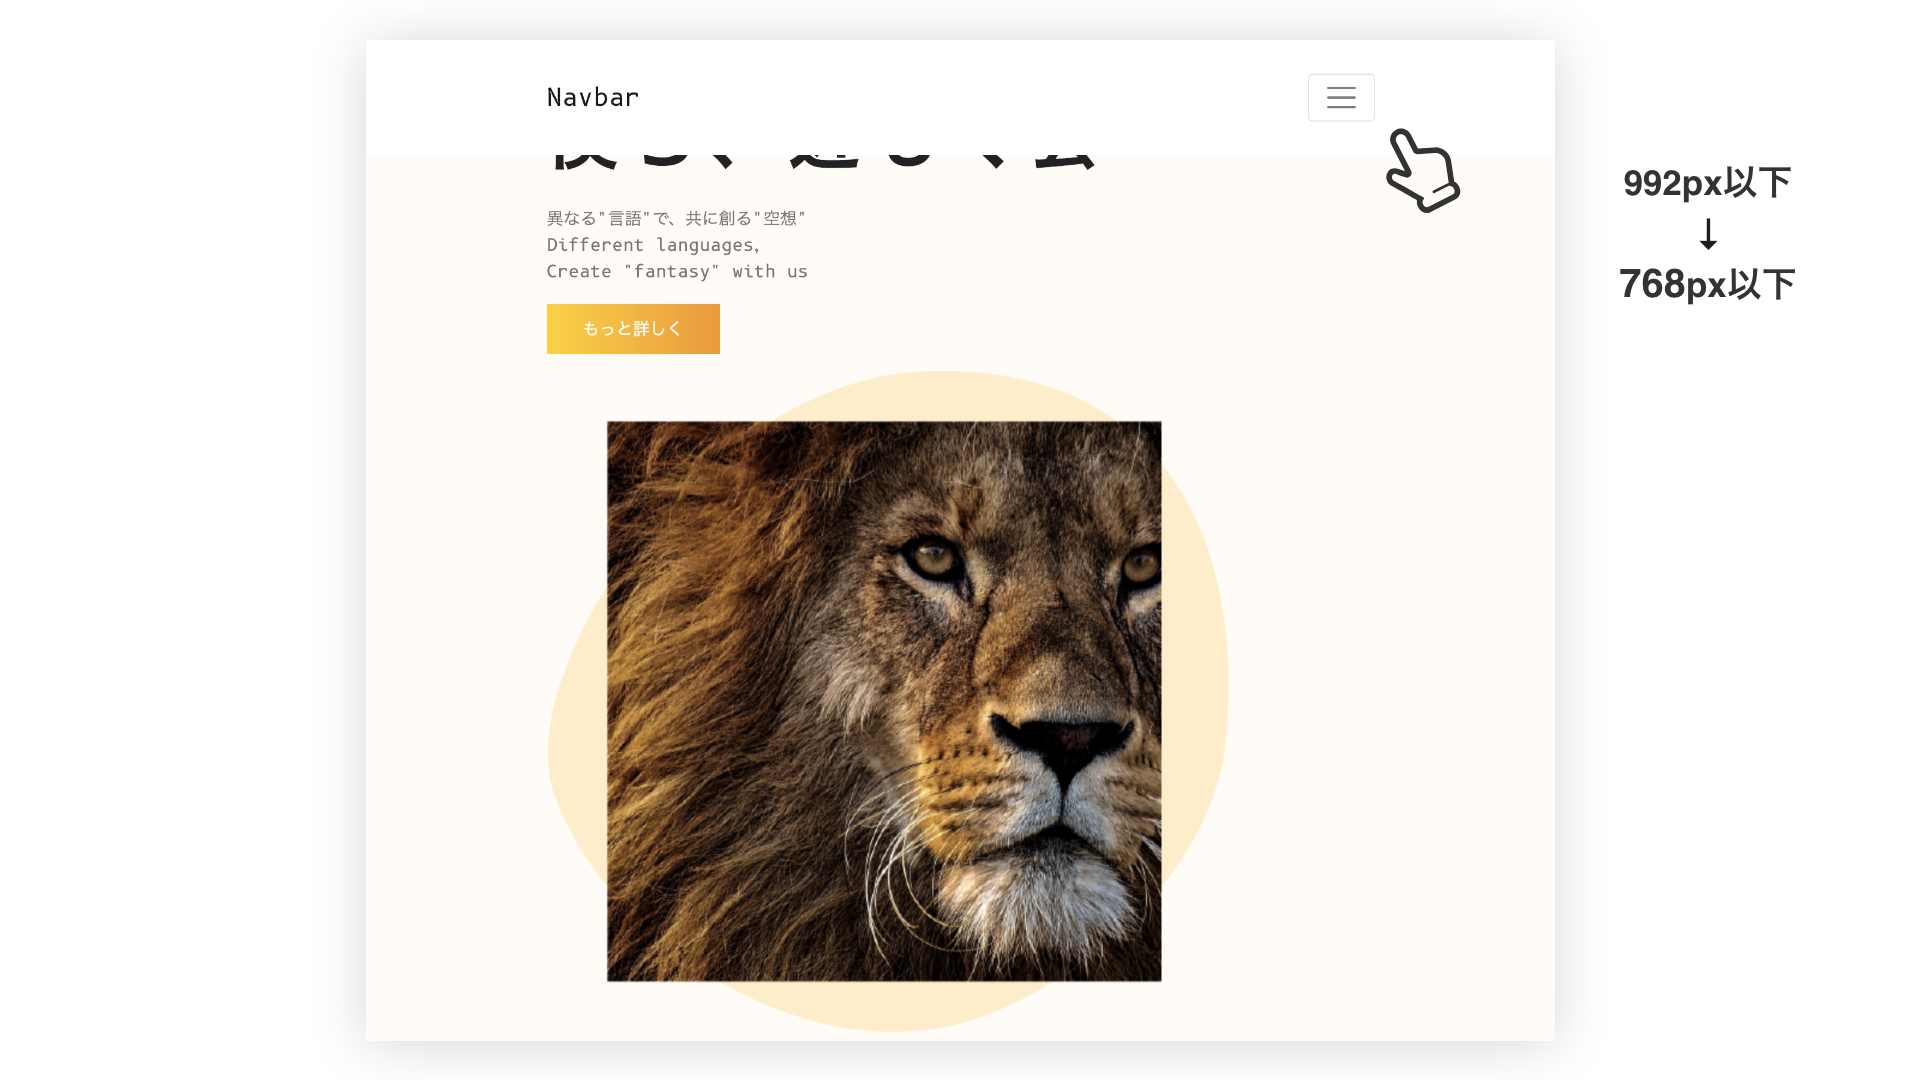 Navbar
異なる"言語"で、共に創る"空想"
Different languages,
Create "fantasy" with us
もっと詳しく
992px以下
↓
768px以下